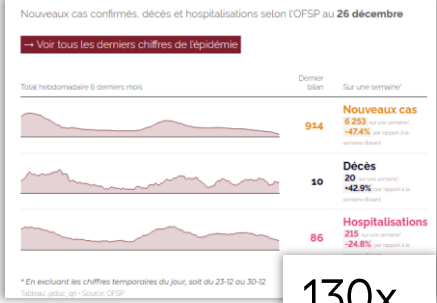 Nouveaux cas confirmés, décès et hospitalisations selon l'OFSP au 26 décembre
→ Voir tous les derniers chiffres de l'épidémie
Total hebdomadaire 6 derniers mois
Dernier bilan
Sur une semaine*
914
Nouveaux cas
6 253 sur une semaine*
-47.4% par rapport à la
semaine d'avant
10
Décès
20 sur une semaine*
+42.9% par rapport à la
semaine d'avant
86
Hospitalisations
215 sur une semaine*
-24.8% par rapport à la
* En excluant les chiffres temporaires du jour, soit du 23-12 au 30-12
Tableau: @duc_qn • Source: OFSP
130x